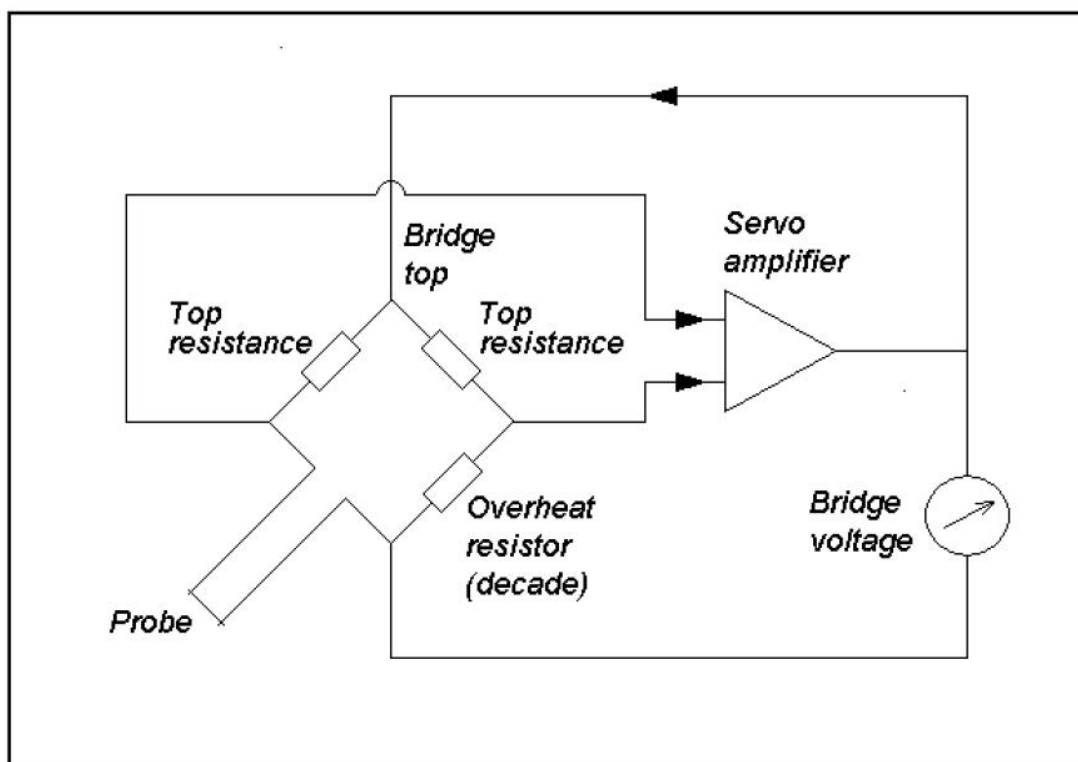 Bridge
top
Servo
amplifier
Top
resistance
Top
resistance
Overheat
resistor
(decade)
Bridge
voltage
Probe